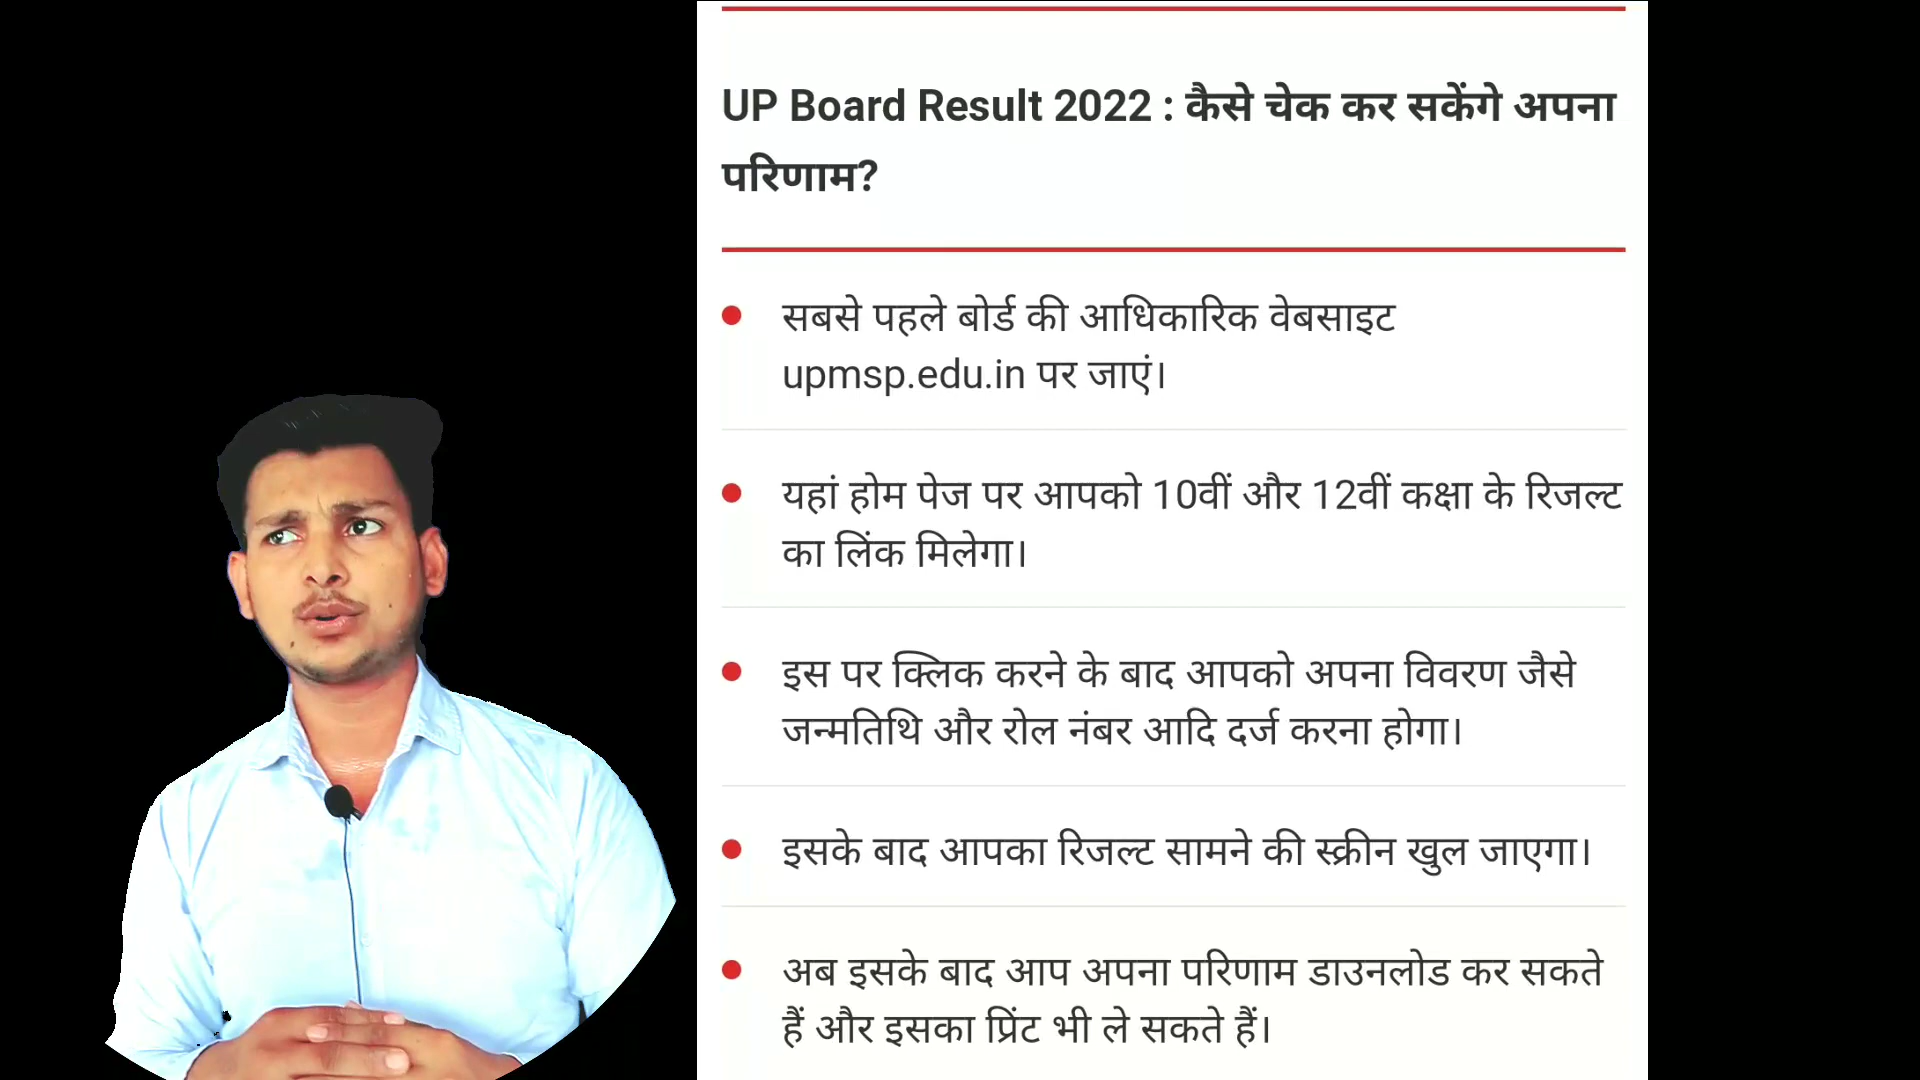 UP Board Result 2022 : कैसे चेक कर सकेंगे अपना
परिणाम?
सबसे पहले बोर्ड की आधिकारिक वेबसाइट
upmsp.edu.in पर जाएं।
यहां होम पेज पर आपको 10वीं और 12वीं कक्षा के रिजल्ट
का लिंक मिलेगा।
इस पर क्लिक करने के बाद आपको अपना विवरण जैसे
जन्मतिथि और रोल नंबर आदि दर्ज करना होगा।
इसके बाद आपका रिजल्ट सामने की स्क्रीन खुल जाएगा।
अब इसके बाद आप अपना परिणाम डाउनलोड कर सकते
हैं और इसका प्रिंट भी ले सकते हैं।